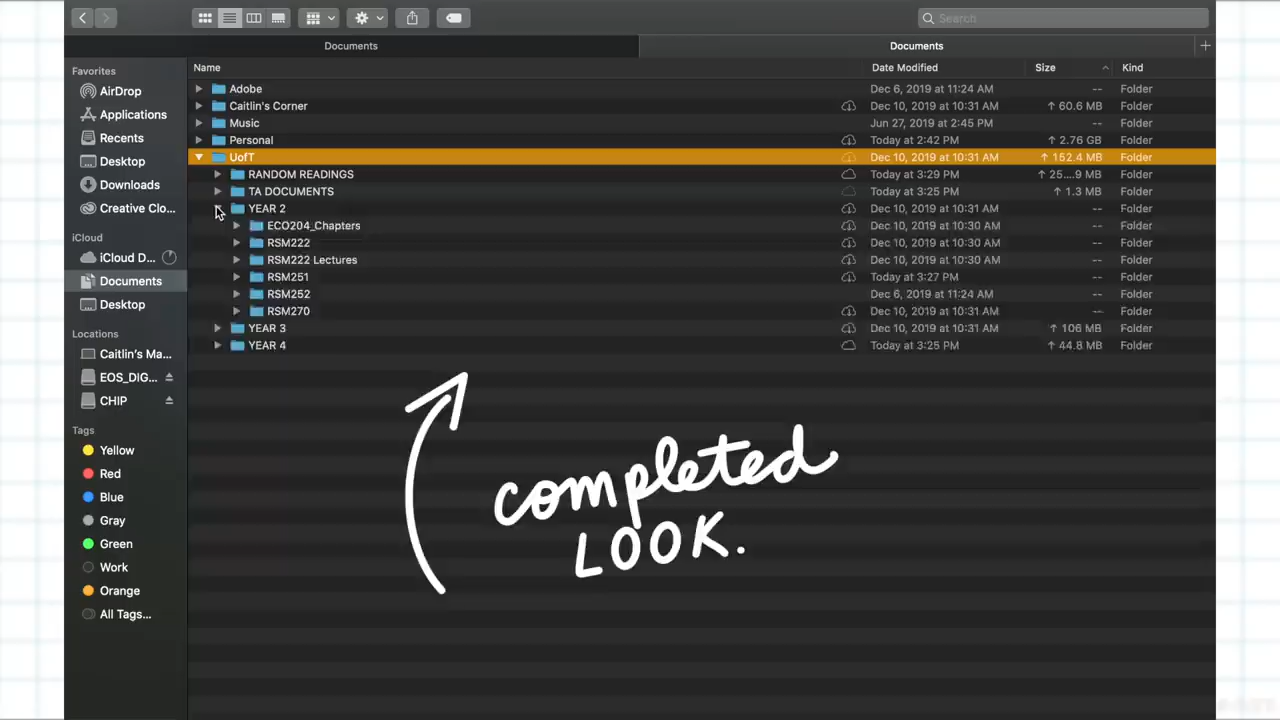 Search
Documents Documents +
Favorites
AirDrop
Applications
Recents
Desktop
Downloads
Creative Clo...
iCloud
iCloud D...
Documents
Desktop
Locations
Caitlin's Ma...
EOS_DIG...
CHIP
Tags
Yellow
Red
Blue
Gray
Green
Work
Orange
All Tags...
Name Date Modified Size Kind
Adobe Dec 6, 2019 at 11:24 AM -- Folder
Caitlin's Corner Dec 10, 2019 at 10:31 AM ↑ 60.6 MB Folder
Music Jun 27, 2019 at 2:45 PM -- Folder
Personal Today at 2:42 PM ↑ 2.76 GB Folder
UofT Dec 10, 2019 at 10:31 AM ↑ 152.4 MB Folder
RANDOM READINGS Today at 3:29 PM ↑ 25....9 MB Folder
TA DOCUMENTS Today at 3:25 PM ↑ 1.3 MB Folder
YEAR 2 Dec 10, 2019 at 10:31 AM -- Folder
ECO204_Chapters Dec 10, 2019 at 10:30 AM -- Folder
RSM222 Dec 10, 2019 at 10:30 AM -- Folder
RSM222 Lectures Dec 10, 2019 at 10:30 AM -- Folder
RSM251 Today at 3:27 PM -- Folder
RSM252 Dec 6, 2019 at 11:24 AM -- Folder
RSM270 Dec 10, 2019 at 10:31 AM -- Folder
YEAR 3 Dec 10, 2019 at 10:31 AM ↑ 106 MB Folder
YEAR 4 Today at 3:25 PM ↑ 44.8 MB Folder
completed
LOOK.